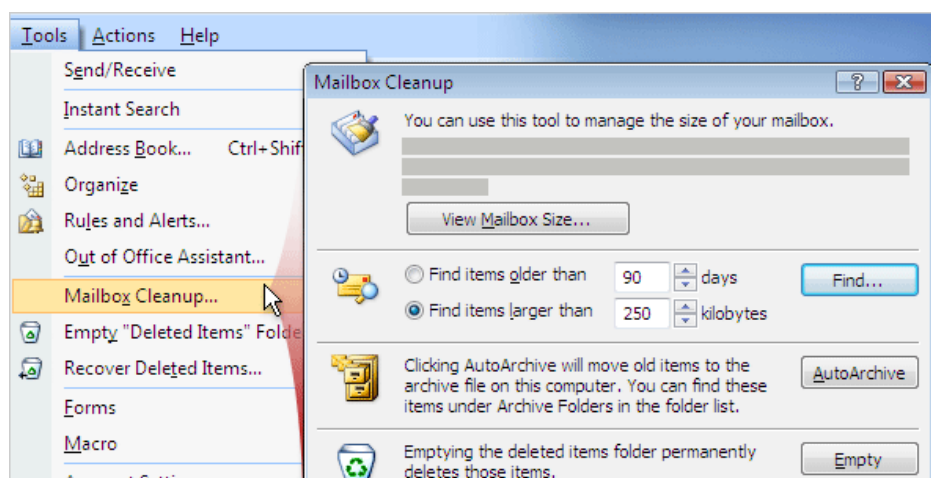 Tools Actions Help
Send/Receive
Instant Search
Address Book... Ctrl+Shif
Organize
Rules and Alerts...
Out of Office Assistant...
Mailbox Cleanup...
Empty "Deleted Items" Folde
Recover Deleted Items...
Forms
Macro
Mailbox Cleanup
You can use this tool to manage the size of your mailbox.
View Mailbox Size...
Find items older than 90 days Find...
Find items larger than 250 kilobytes
Clicking AutoArchive will move old items to the
archive file on this computer. You can find these
items under Archive Folders in the folder list.
AutoArchive
Emptying the deleted items folder permanently
deletes those items.
Empty